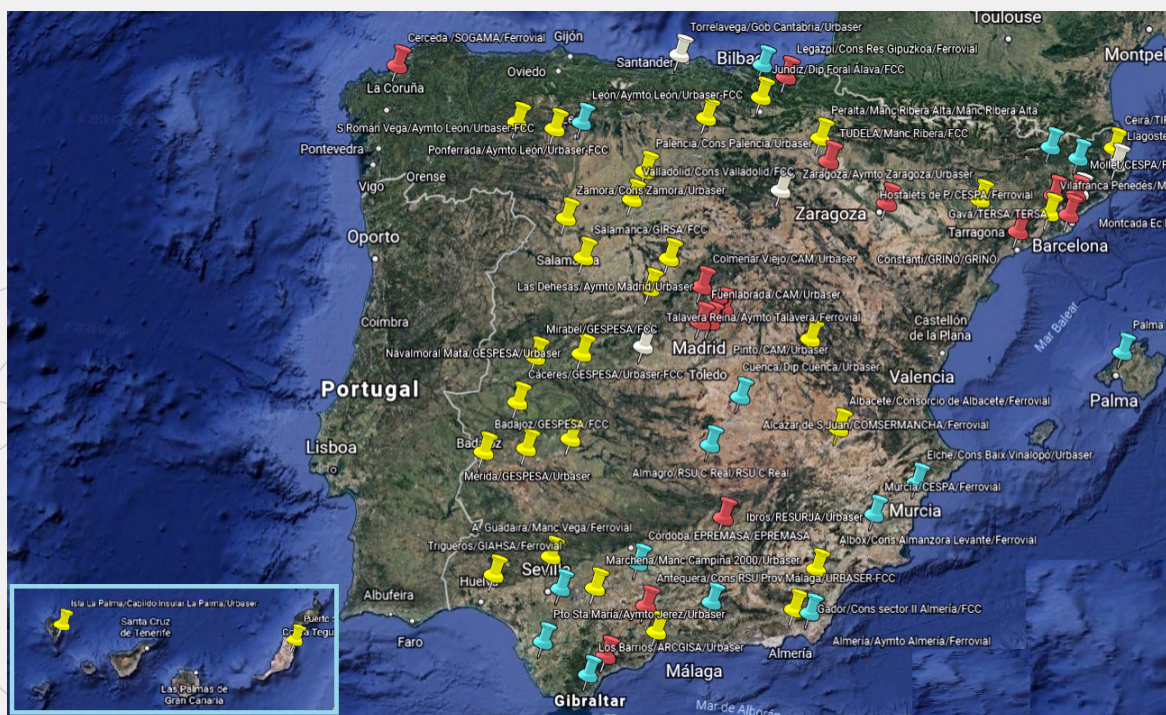 Toulouse
Torrelavega/Gob Cantabria/Urbaser
Cerceda/SOGAMA/Ferrovial
Gijón
Legazpi/Cons Res Gipuzkoa/Ferrovial
Montpel
Santander
Bilba
Oviedo
Jundiz/Dip Foral Álava/FCC
La Coruña
León/Aymto León/Urbaser-FCC
Peralta/Manc Ribera Alta/Manc Ribera Alta
Ceirá/TIR
S Román Vega/Aymto León/Urbaser-FCC
TUDELA/Manc Ribera/FCC
Llagoste
Pontevedra
Ponferrada/Aymto León/Urbaser-FCC
Palencia/Cons Palencia/Urbaser
Mollet/CESPA/F
Orense
Valladolid/Cons Valladolid/FCC
Zaragoza/Aymto Zaragoza/Urbaser
Vigo
Zamora/Cons Zamora/Urbaser
Hostalets de P/CESPA/Ferrovial
Vilafranca Penedés/M
Zaragoza
Gavá/TERSA/TERSA
Montcada Ec
Salamanca/GIRSA/FCC
Tarragona
Oporto
Barcelona
Salamanca
Colmenar Viejo/CAM/Urbaser
Constantí/GRINÓ/GRINÓ
Las Dehesas/Aymto Madrid/Urbaser
Fuenlabrada/CAM/Urbaser
Coimbra
Talavera Reina/Aymto Talavera/Ferrovial
Castellón
de la Plana
Mar Balear
Mirabel/GESPESA/FCC
Palma
Navalmoral Mata/GESPESA/Urbaser
Madrid
Pinto/CAM/Urbaser
Cáceres/GESPESA/Urbaser-FCC
Toledo
Cuenca/Dip Cuenca/Urbaser
Valencia
Portugal
Palma
Albacete/Consorcio de Albacete/Ferrovial
Badajoz/GESPESA/FCC
Alcázar de S Juan/COMSERMANCHA/Ferrovial
Lisboa
Badajoz
Elche/Cons Baix Vinalopó/Urbaser
Mérida/GESPESA/Urbaser
Almagro/RSU C Real/RSU C Real
Murcia/CESPA/Ferrovial
Murcia
Ibros/RESURJA/Urbaser
A. Guadaira/Manc Vega/Ferrovial
Córdoba/EPREMASA/EPREMASA
Albox/Cons Almanzora Levante/Ferrovial
Trigueros/GIAHSA/Ferrovial
Marchena/Manc Campiña 2000/Urbaser
Sevilla
Huelva
Antequera/Cons RSU Prov Málaga/URBASER-FCC
Albufeira
Isla La Palma/Cabildo Insular La Palma/Urbaser
Faro
Pto Sta María/Aymto Jerez/Urbaser
Gador/Cons sector II Almería/FCC
Santa Cruz
de Tenerife
Puerto
Costa Tegu
Almería/Aymto Almería/Ferrovial
Los Barrios/ARCGISA/Urbaser
Almería
Málaga
Las Palmas de
Gran Canaria
Gibraltar
Mar de Alborán